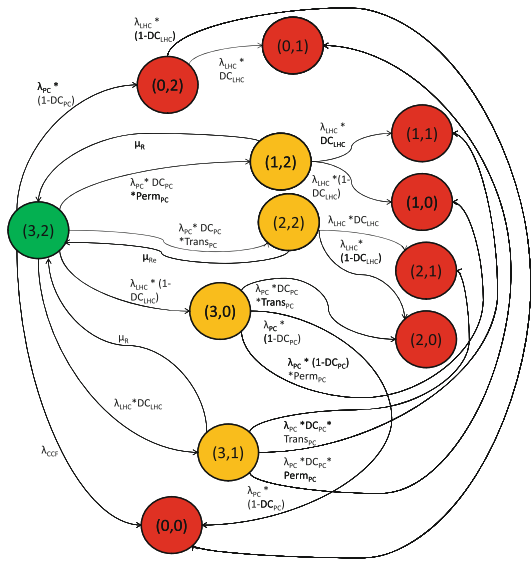 λLHC *
(1-DCLHC)
(0,1)
λLHC *
DCLHC
λPC *
(1-DCPC)
(0,2)
λLHC *
DCLHC
(1,1)
μR
(1,2)
λPC * DCPC
*PermPC
λLHC *(1-
DCLHC)
(1,0)
(3,2)
λPC * DCPC
*TransPC
(2,2)
λLHC *DCLHC
μRe
λLHC *
(1-DCLHC)
(2,1)
λLHC * (1-
DCLHC)
(3,0)
λPC *DCPC
*TransPC
λPC *
(1-DCPC)
(2,0)
μR
λPC * (1-DCPC)
*PermPC
λLHC*DCLHC
λPC *DCPC*
TransPC
(3,1)
λCCF
λPC *DCPC*
PermPC
λPC *
(1-DCPC)
(0,0)